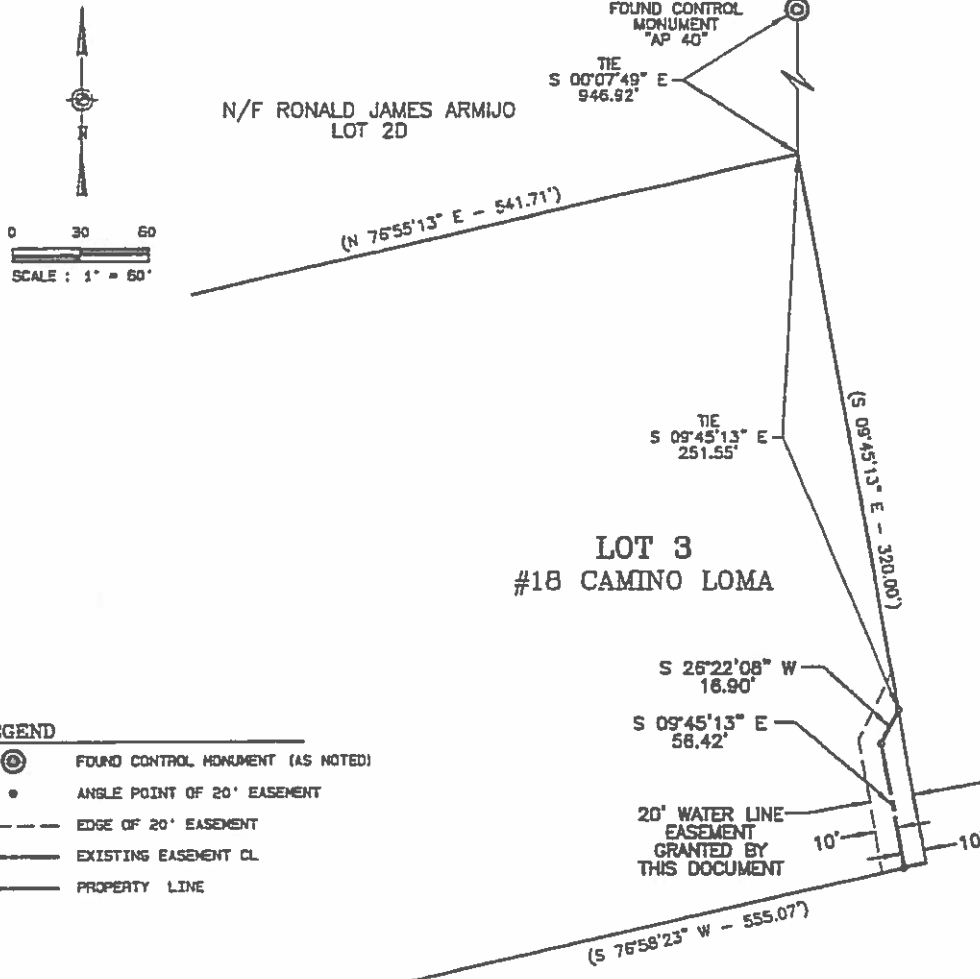 FOUND CONTROL
MONUMENT
"AP 40"
TIE
S 00°07'49" E
946.92'
N
N/F RONALD JAMES ARMIJO
LOT 2D
0 30 60
SCALE : 1" = 60'
(N 76°55'13" E - 541.71')
TIE
S 09°45'13" E
251.55'
(S 09°45'13" E - 320.00')
LOT 3
#18 CAMINO LOMA
S 26°22'08" W
16.90'
S 09°45'13" E
56.42'
EGEND
FOUND CONTROL MONUMENT (AS NOTED)
ANGLE POINT OF 20' EASEMENT
EDGE OF 20' EASEMENT
EXISTING EASEMENT CL
PROPERTY LINE
20' WATER LINE
EASEMENT
GRANTED BY
THIS DOCUMENT
10'
10
(S 76°58'23" W - 555.07')